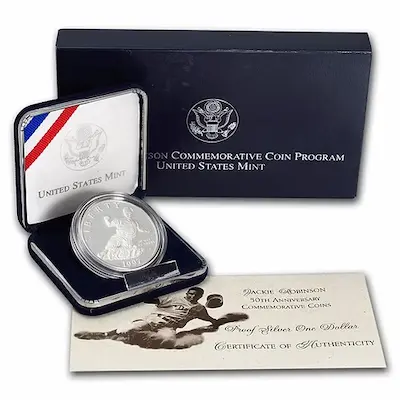 SON COMMEMORATIVE COIN PROGRAM
UNITED STATES MINT
UNITED STATES MINT
LIBERTY
1997
JACKIE ROBINSON
50TH ANNIVERSARY
COMMEMORATIVE COINS
Proof Silver One Dollar
CERTIFICATE OF AUTHENTICITY